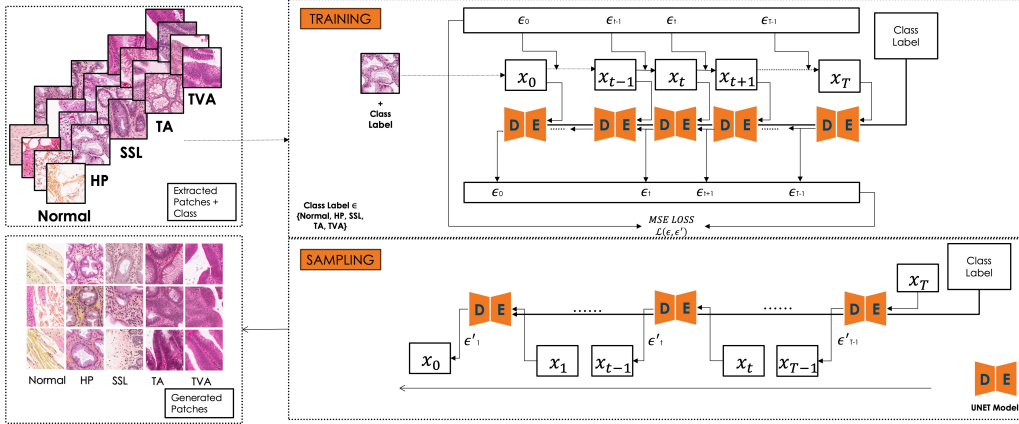 TVA
TA
SSL
HP
Normal
Extracted
Patches +
Class
Normal HP SSL TA TVA
Generated
Patches
TRAINING
ϵ₀ ϵₜ₋₁ ϵₜ ϵT-1
Class
Label
x₀ xₜ₋₁ xₜ xₜ₊₁ x_T
+
Class
Label
D E D E D E D E D E
...... ......
ϵ₀ ϵₜ ϵₜ₊₁ ϵT-1
Class Label ∈
{Normal, HP, SSL,
TA, TVA}
MSE LOSS
ℒ(ϵ, ϵ′)
SAMPLING
Class
Label
x_T
D E ...... D E ...... D E
ϵ′₁ ϵ′ₜ ϵ′T-1
x₀ x₁ xₜ₋₁ xₜ x_T−1
D E
UNET Model